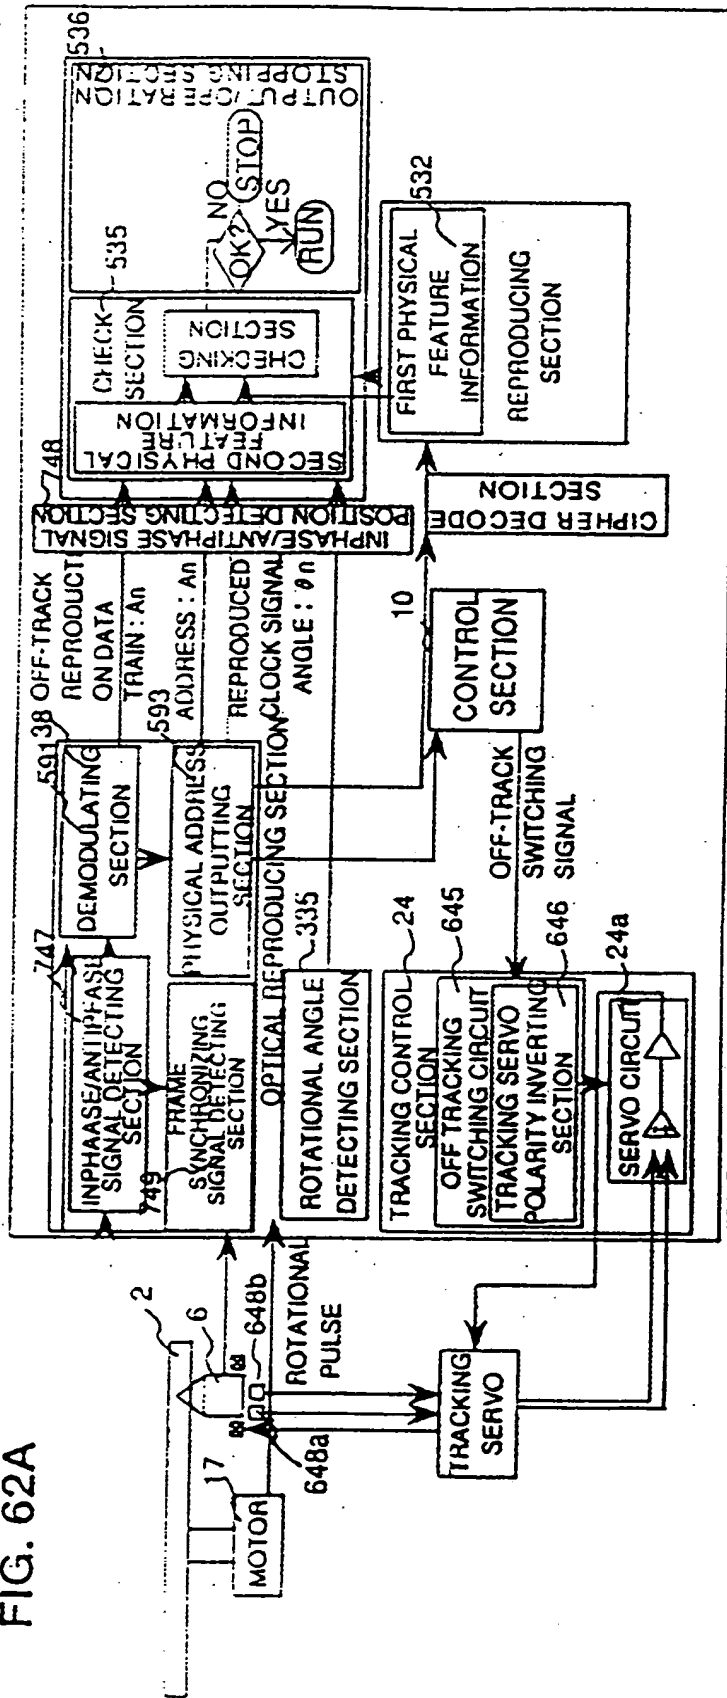 FIG. 62A
2
6
17
MOTOR
648a
648b
ROTATIONAL
PULSE
TRACKING
SERVO
747
INPHAASE/ANTIPHASE
SIGNAL DETECTING
SECTION
749
FRAME
SYNCHRONIZING
SIGNAL DETECTING
SECTION
591
38
DEMODULATING
SECTION
593
PHYSICAL ADDRESS
OUTPUTTING
SECTION
OPTICAL REPRODUCING SECTION
335
ROTATIONAL ANGLE
DETECTING SECTION
24
TRACKING CONTROL
SECTION
645
OFF TRACKING
SWITCHING CIRCUIT
646
TRACKING SERVO
POLARITY INVERTING
SECTION
24a
SERVO CIRCUIT
OFF-TRACK
REPRODUCTI
ON DATA
TRAIN : An
ADDRESS : An
REPRODUCED
CLOCK SIGNAL
ANGLE : θn
10
CONTROL
SECTION
OFF-TRACK
SWITCHING
SIGNAL
748
INPHASE/ANTIPHASE SIGNAL
POSITION DETECTING SECTION
CIPHER DECODE
SECTION
535
CHECK
SECTION
SECOND PHYSICAL
FEATURE
INFORMATION
CHECKING
SECTION
536
OUTPUT/OPERATION
STOPPING SECTION
OK?
NO
STOP
YES
RUN
532
FIRST PHYSICAL
FEATURE
INFORMATION
REPRODUCING
SECTION